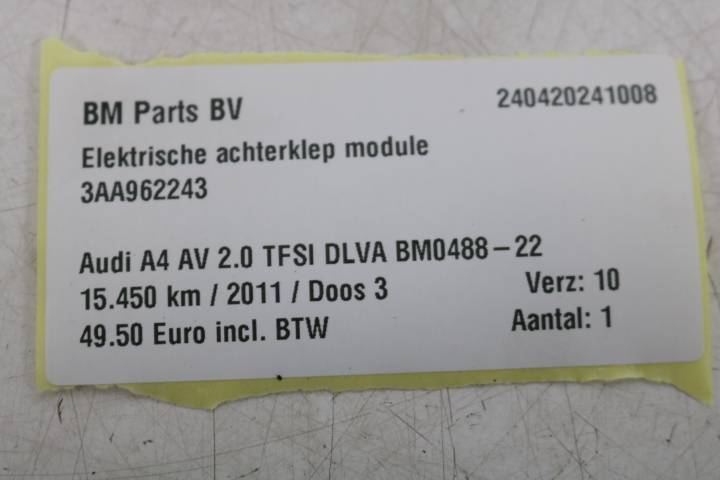 BM Parts BV 240420241008
Elektrische achterklep module
3AA962243
Audi A4 AV 2.0 TFSI DLVA BM0488-22
15.450 km / 2011 / Doos 3 Verz: 10
49.50 Euro incl. BTW Aantal: 1